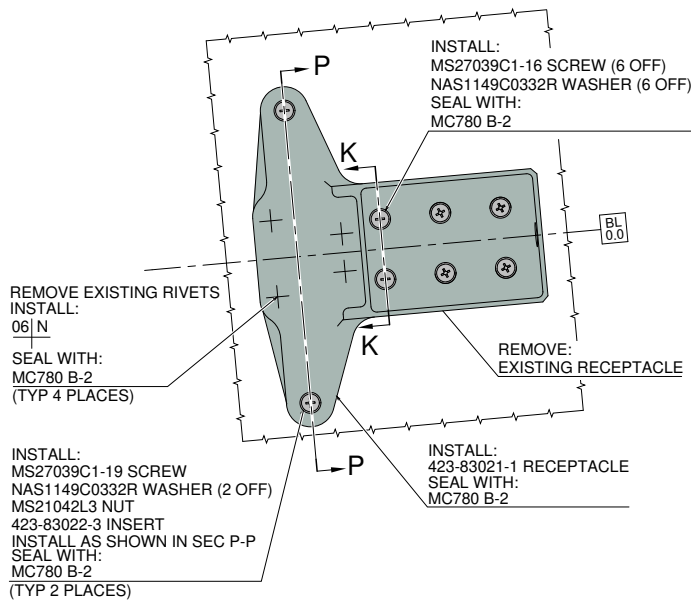 INSTALL:
MS27039C1-16 SCREW (6 OFF)
NAS1149C0332R WASHER (6 OFF)
SEAL WITH:
MC780 B-2
P
K
BL
0.0
REMOVE EXISTING RIVETS
INSTALL:
06 N
SEAL WITH:
MC780 B-2
(TYP 4 PLACES)
K
REMOVE:
EXISTING RECEPTACLE
INSTALL:
MS27039C1-19 SCREW
NAS1149C0332R WASHER (2 OFF)
MS21042L3 NUT
423-83022-3 INSERT
INSTALL AS SHOWN IN SEC P-P
SEAL WITH:
MC780 B-2
(TYP 2 PLACES)
P
INSTALL:
423-83021-1 RECEPTACLE
SEAL WITH:
MC780 B-2